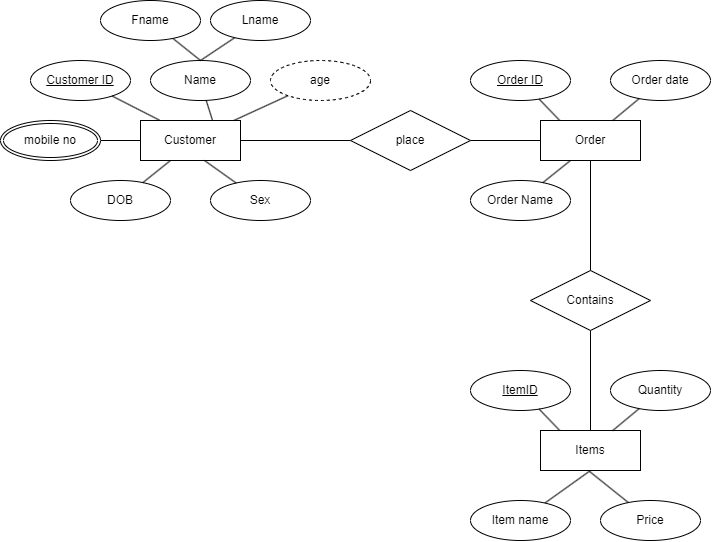 Fname
Lname
Customer ID
Name
age
Order ID
Order date
mobile no
Customer
place
Order
DOB
Sex
Order Name
Contains
ItemID
Quantity
Items
Item name
Price